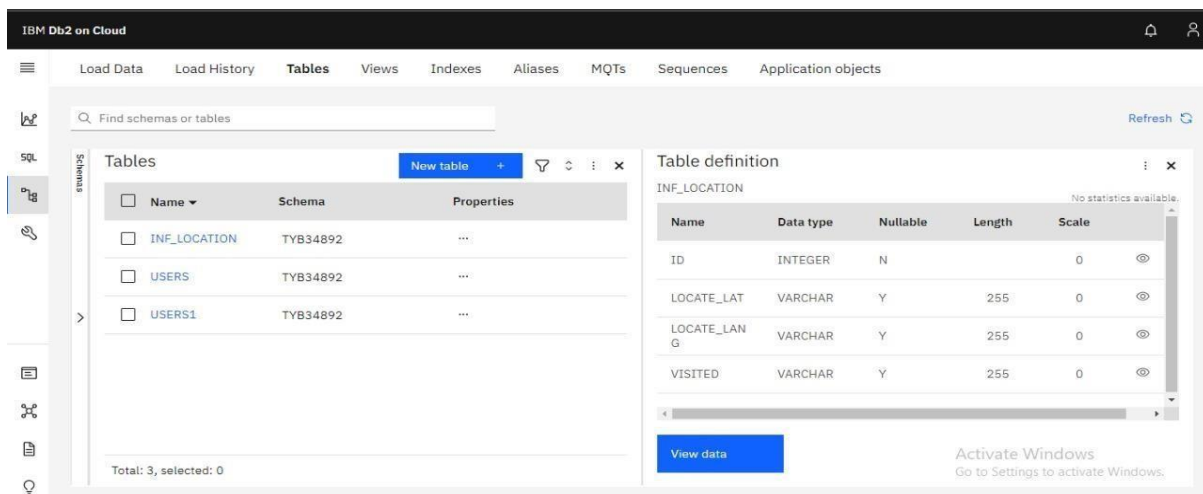 IBM Db2 on Cloud
Load Data Load History Tables Views Indexes Aliases MQTs Sequences Application objects
Find schemas or tables
Refresh
SQL
Schemas
Tables
New table +
Name Schema Properties
INF_LOCATION TYB34892 ...
USERS TYB34892 ...
USERS1 TYB34892 ...
Total: 3, selected: 0
Table definition
INF_LOCATION
No statistics available.
Name Data type Nullable Length Scale
ID INTEGER N 0
LOCATE_LAT VARCHAR Y 255 0
LOCATE_LAN
G VARCHAR Y 255 0
VISITED VARCHAR Y 255 0
View data
Activate Windows
Go to Settings to activate Windows.